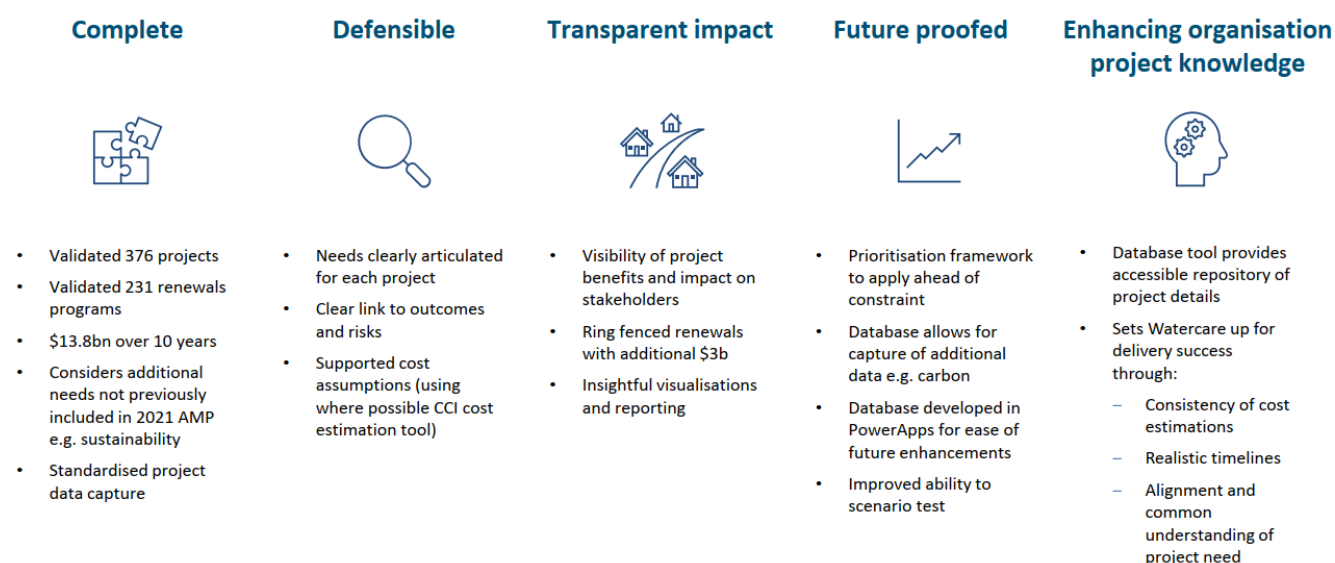 Complete
Validated 376 projects
Validated 231 renewals
programs
$13.8bn over 10 years
Considers additional
needs not previously
included in 2021 AMP
e.g. sustainability
Standardised project
data capture
Defensible
Needs clearly articulated
for each project
Clear link to outcomes
and risks
Supported cost
assumptions (using
where possible CCI cost
estimation tool)
Transparent impact
Visibility of project
benefits and impact on
stakeholders
Ring fenced renewals
with additional $3b
Insightful visualisations
and reporting
Future proofed
Prioritisation framework
to apply ahead of
constraint
Database allows for
capture of additional
data e.g. carbon
Database developed in
PowerApps for ease of
future enhancements
Improved ability to
scenario test
Enhancing organisation
project knowledge
Database tool provides
accessible repository of
project details
Sets Watercare up for
delivery success
through:
– Consistency of cost
estimations
– Realistic timelines
– Alignment and
common
understanding of
project need